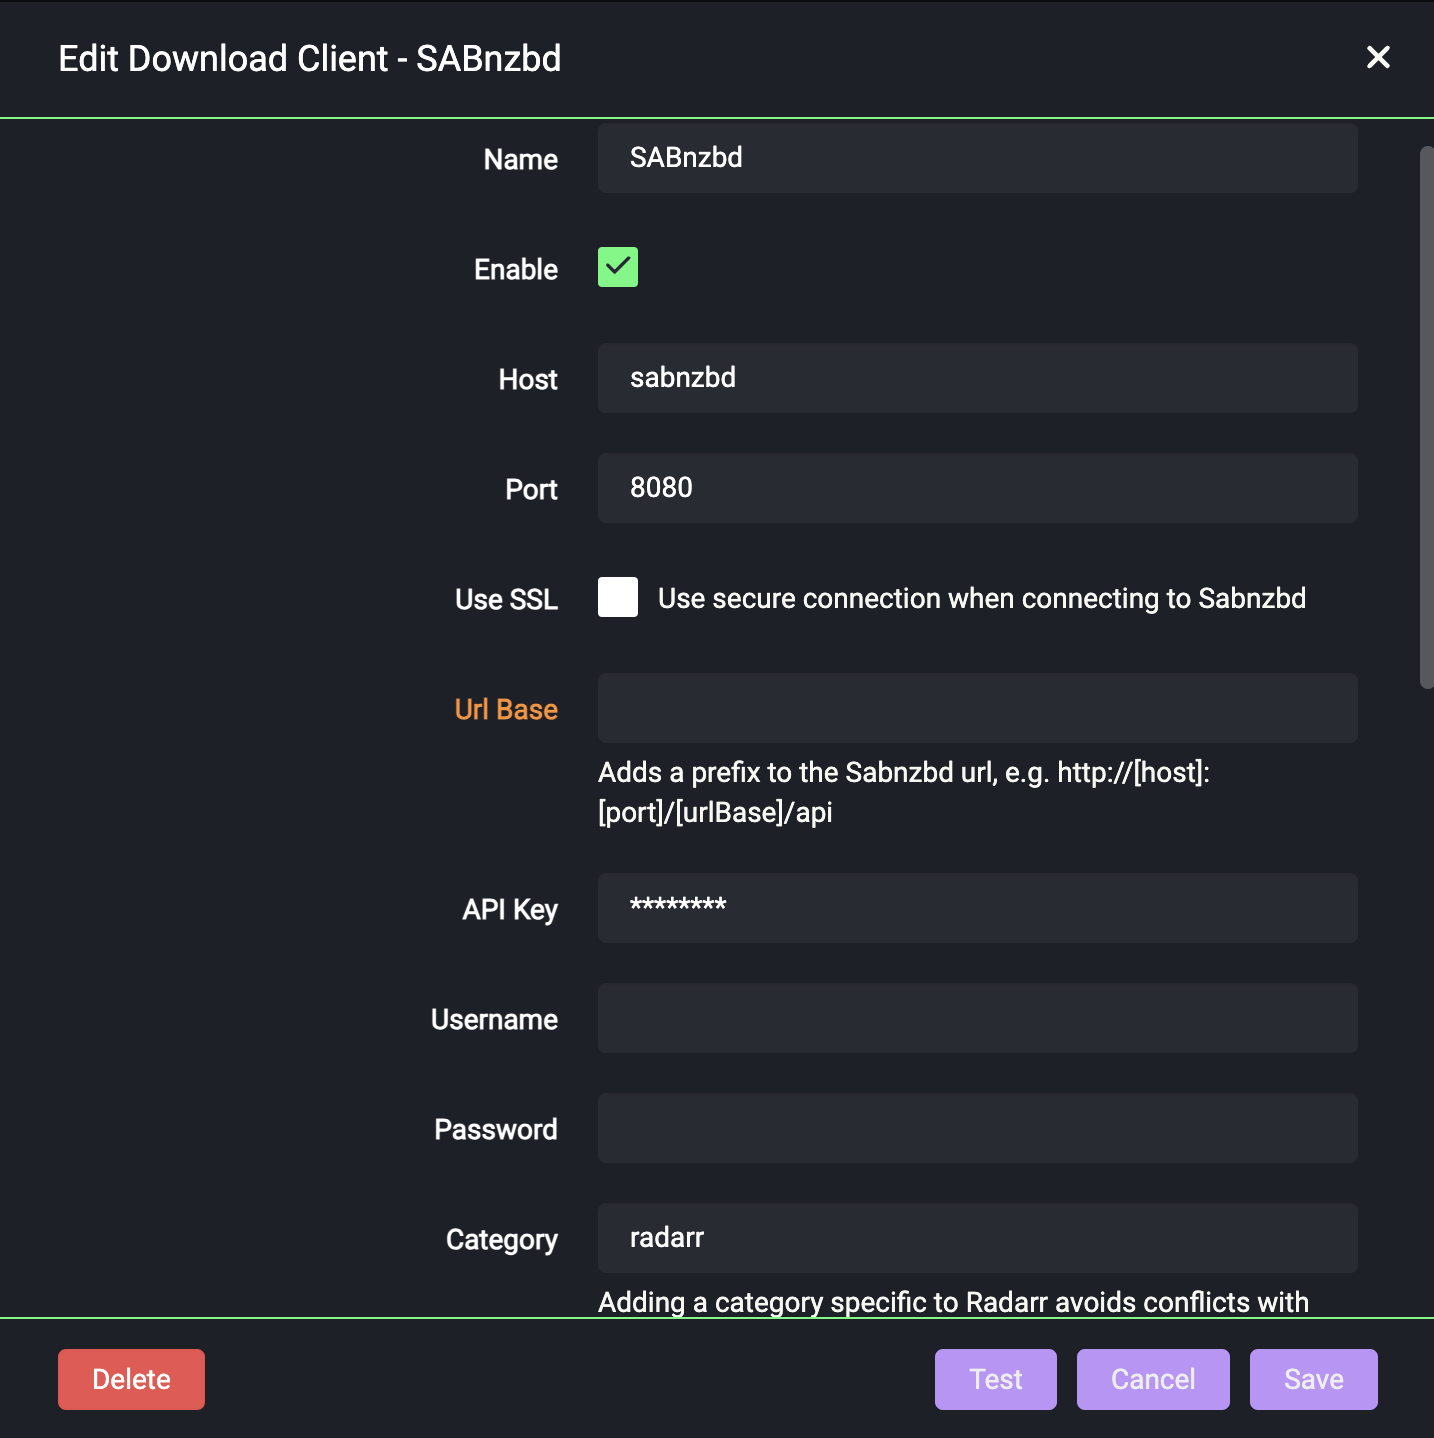 Edit Download Client - SABnzbd
Name
SABnzbd
Enable
Host
sabnzbd
Port
8080
Use SSL
Use secure connection when connecting to Sabnzbd
Url Base
Adds a prefix to the Sabnzbd url, e.g. http://[host]:
[port]/[urlBase]/api
API Key
********
Username
Password
Category
radarr
Adding a category specific to Radarr avoids conflicts with
Delete
Test
Cancel
Save